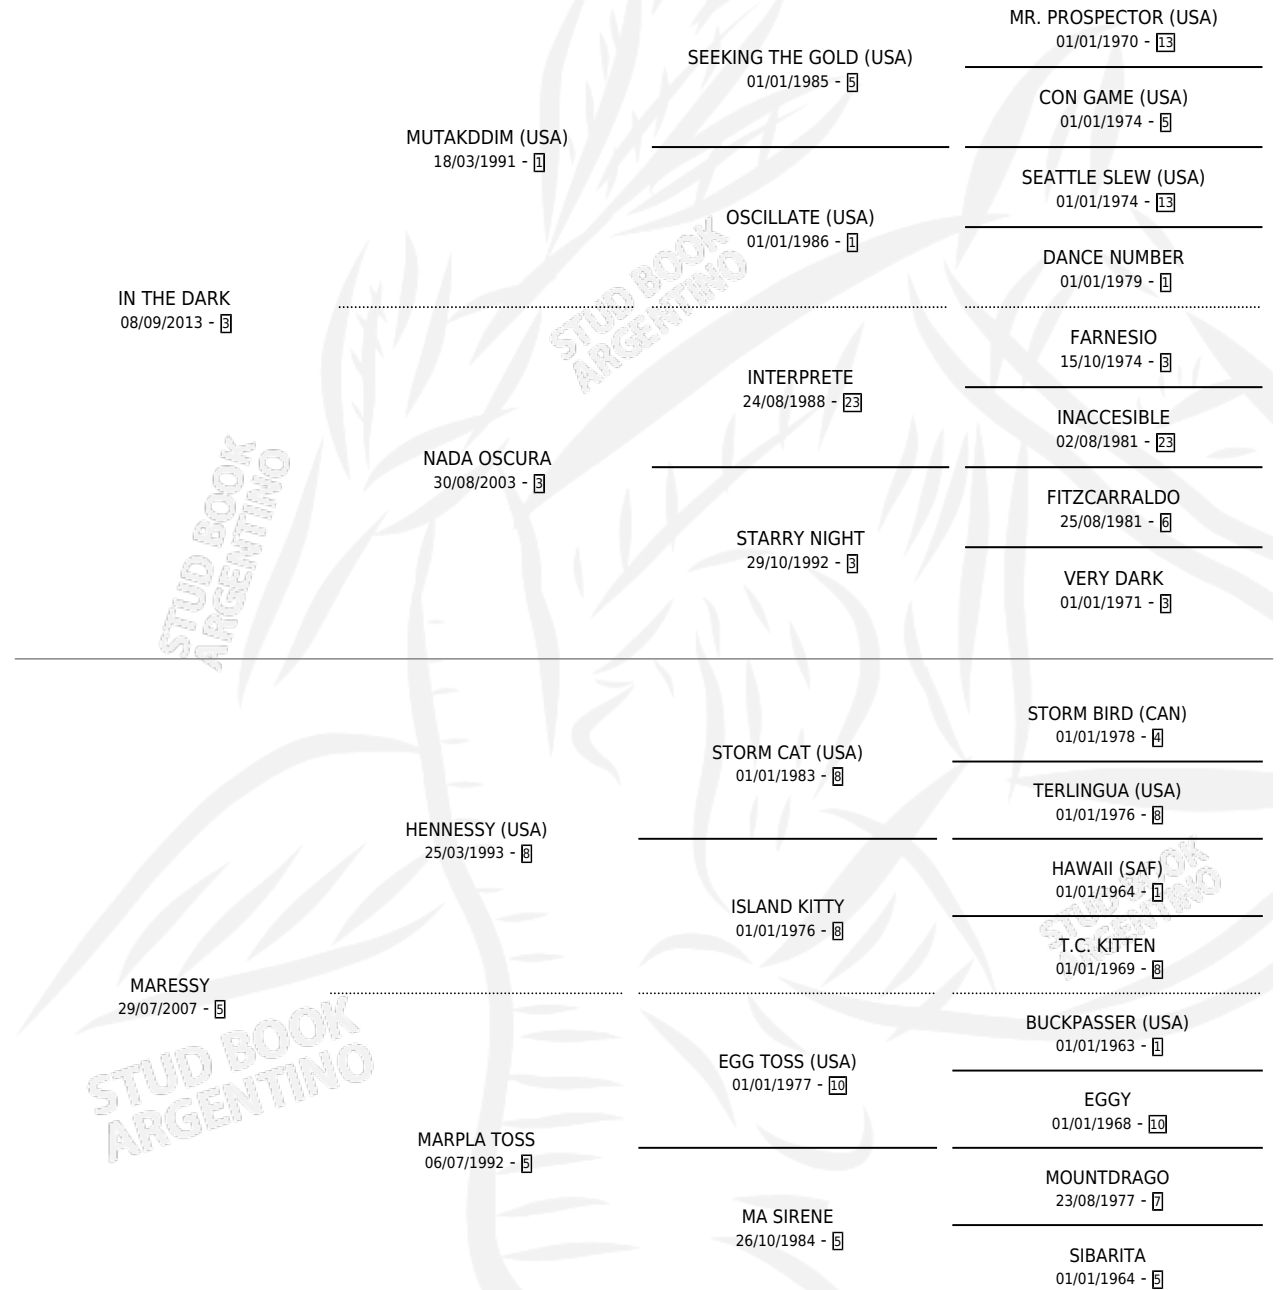 MR. PROSPECTOR (USA)
01/01/1970 - 13
SEEKING THE GOLD (USA)
01/01/1985 - 5
CON GAME (USA)
01/01/1974 - 5
MUTAKDDIM (USA)
18/03/1991 - 1
SEATTLE SLEW (USA)
01/01/1974 - 13
OSCILLATE (USA)
01/01/1986 - 1
DANCE NUMBER
01/01/1979 - 1
IN THE DARK
08/09/2013 - 3
STUD BOOK
ARGENTINO
FARNESIO
15/10/1974 - 3
INTERPRETE
24/08/1988 - 23
INACCESIBLE
02/08/1981 - 23
NADA OSCURA
30/08/2003 - 3
FITZCARRALDO
25/08/1981 - 6
STARRY NIGHT
29/10/1992 - 3
VERY DARK
01/01/1971 - 3
STUD BOOK
ARGENTINO
STORM BIRD (CAN)
01/01/1978 - 4
STORM CAT (USA)
01/01/1983 - 8
TERLINGUA (USA)
01/01/1976 - 8
HENNESSY (USA)
25/03/1993 - 8
HAWAII (SAF)
01/01/1964 - 1
ISLAND KITTY
01/01/1976 - 8
STUD BOOK
ARGENTINO
T.C. KITTEN
01/01/1969 - 8
MARESSY
29/07/2007 - 5
BUCKPASSER (USA)
01/01/1963 - 1
EGG TOSS (USA)
01/01/1977 - 10
STUD BOOK
ARGENTINO
EGGY
01/01/1968 - 10
MARPLA TOSS
06/07/1992 - 5
MOUNTDRAGO
23/08/1977 - 7
MA SIRENE
26/10/1984 - 5
SIBARITA
01/01/1964 - 5